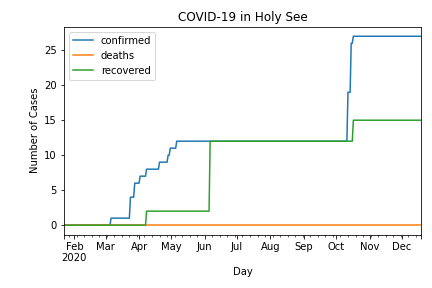 COVID-19 in Holy See
confirmed
deaths
recovered
Number of Cases
25
20
15
10
5
0
Feb Mar Apr May Jun Jul Aug Sep Oct Nov Dec
2020
Day